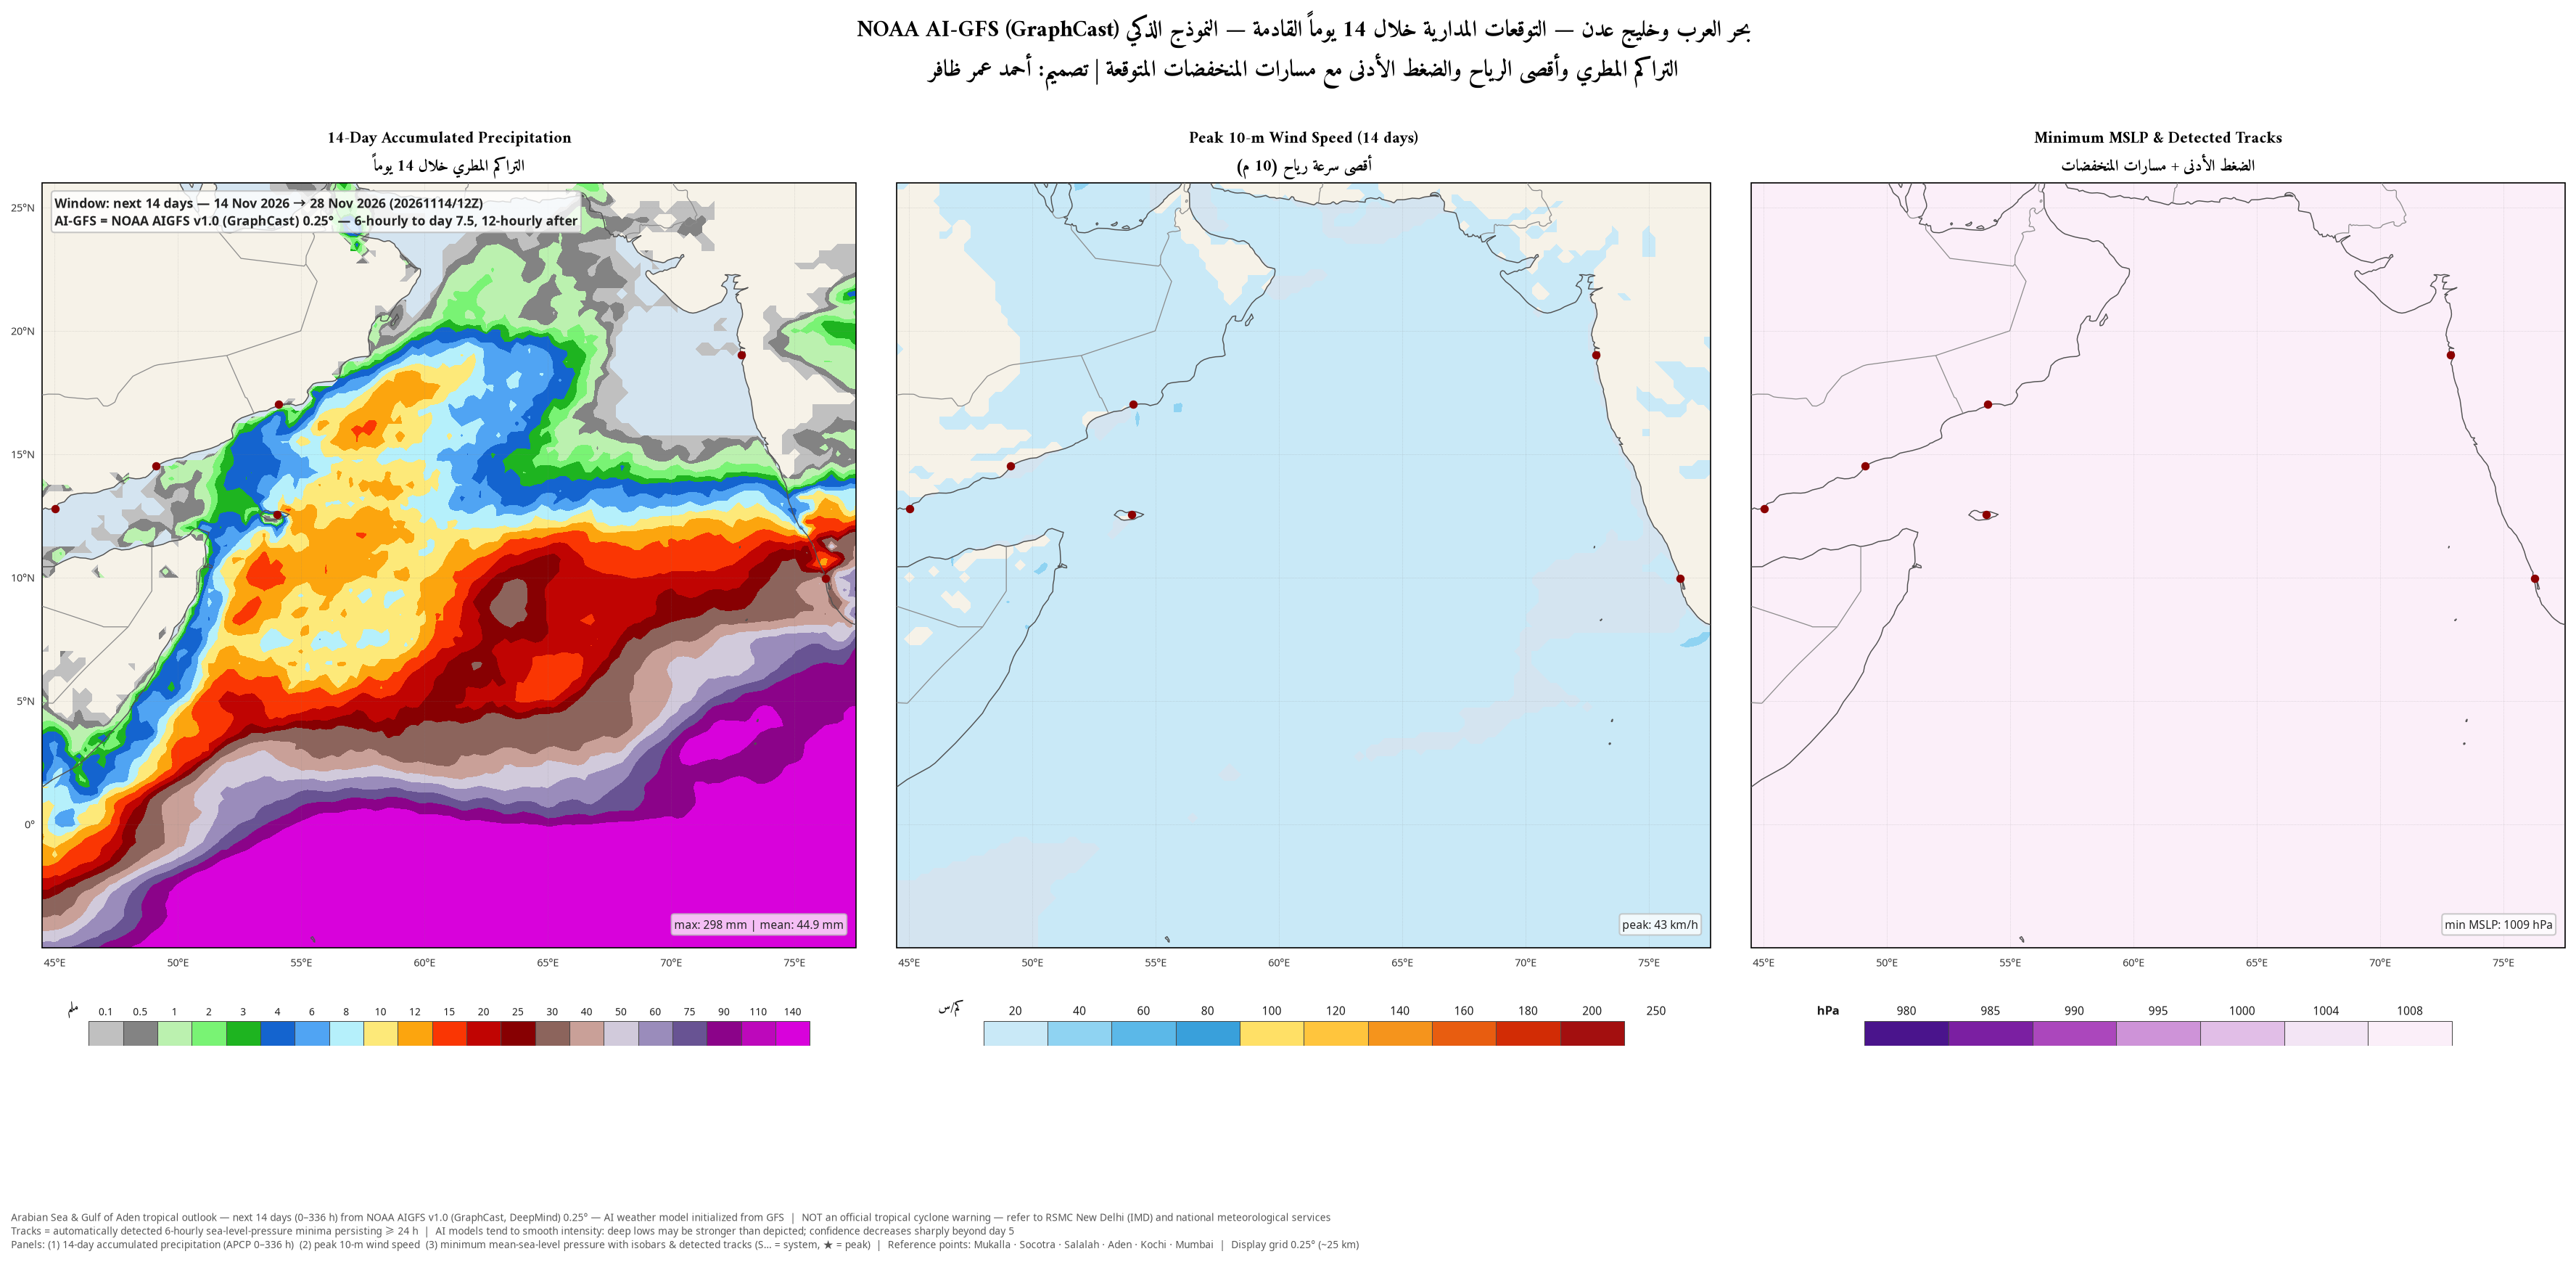 بحر العرب وخليج عدن — التوقعات المدارية خلال 14 يوماً القادمة — النموذج الذكي NOAA AI-GFS (GraphCast)
التراكم المطري وأقصى الرياح والضغط الأدنى مع مسارات المنخفضات المتوقعة | تصميم: أحمد عمر ظافر
14-Day Accumulated Precipitation
التراكم المطري خلال 14 يوماً
Window: next 14 days — 14 Nov 2026 → 28 Nov 2026 (20261114/12Z)
AI-GFS = NOAA AIGFS v1.0 (GraphCast) 0.25° — 6-hourly to day 7.5, 12-hourly after
25°N
20°N
15°N
10°N
5°N
0°
max: 298 mm | mean: 44.9 mm
45°E 50°E 55°E 60°E 65°E 70°E 75°E
ملم 0.1 0.5 1 2 3 4 6 8 10 12 15 20 25 30 40 50 60 75 90 110 140
Peak 10-m Wind Speed (14 days)
أقصى سرعة رياح (10 م)
peak: 43 km/h
45°E 50°E 55°E 60°E 65°E 70°E 75°E
كم/س 20 40 60 80 100 120 140 160 180 200 250
Minimum MSLP & Detected Tracks
الضغط الأدنى + مسارات المنخفضات
min MSLP: 1009 hPa
45°E 50°E 55°E 60°E 65°E 70°E 75°E
hPa 980 985 990 995 1000 1004 1008
Arabian Sea & Gulf of Aden tropical outlook — next 14 days (0–336 h) from NOAA AIGFS v1.0 (GraphCast, DeepMind) 0.25° — AI weather model initialized from GFS | NOT an official tropical cyclone warning — refer to RSMC New Delhi (IMD) and national meteorological services
Tracks = automatically detected 6-hourly sea-level-pressure minima persisting ⩾ 24 h | AI models tend to smooth intensity: deep lows may be stronger than depicted; confidence decreases sharply beyond day 5
Panels: (1) 14-day accumulated precipitation (APCP 0–336 h) (2) peak 10-m wind speed (3) minimum mean-sea-level pressure with isobars & detected tracks (S… = system, ★ = peak) | Reference points: Mukalla · Socotra · Salalah · Aden · Kochi · Mumbai | Display grid 0.25° (~25 km)